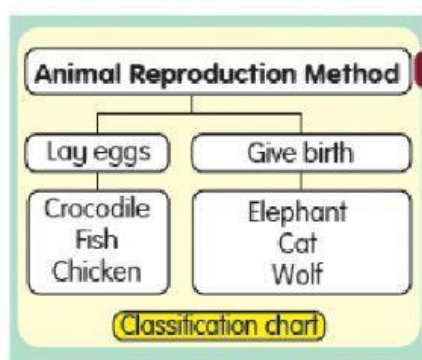 Animal Reproduction Method
Lay eggs
Give birth
Crocodile
Fish
Chicken
Elephant
Cat
Wolf
Classification chart